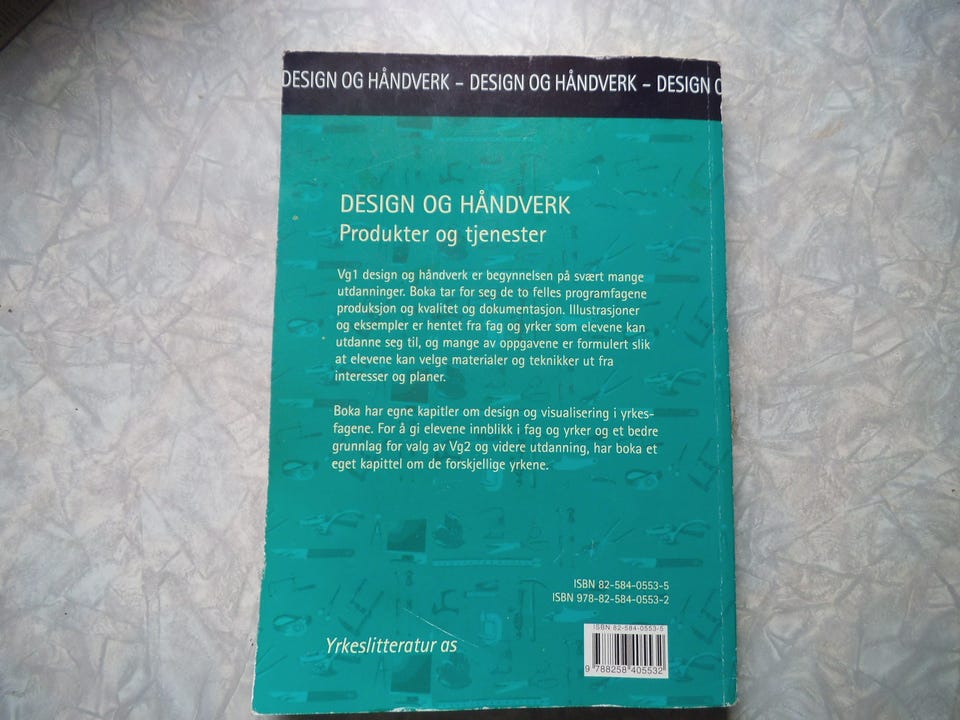 DESIGN OG HÅNDVERK – DESIGN OG HÅNDVERK – DESIGN O
DESIGN OG HÅNDVERK
Produkter og tjenester
Vg1 design og håndverk er begynnelsen på svært mange
utdanninger. Boka tar for seg de to felles programfagene
produksjon og kvalitet og dokumentasjon. Illustrasjoner
og eksempler er hentet fra fag og yrker som elevene kan
utdanne seg til, og mange av oppgavene er formulert slik
at elevene kan velge materialer og teknikker ut fra
interesser og planer.
Boka har egne kapitler om design og visualisering i yrkes-
fagene. For å gi elevene innblikk i fag og yrker og et bedre
grunnlag for valg av Vg2 og videre utdanning, har boka et
eget kapittel om de forskjellige yrkene.
ISBN 82-584-0553-5
ISBN 978-82-584-0553-2
ISBN 82-584-0553-5
Yrkeslitteratur as
9 788258 405532